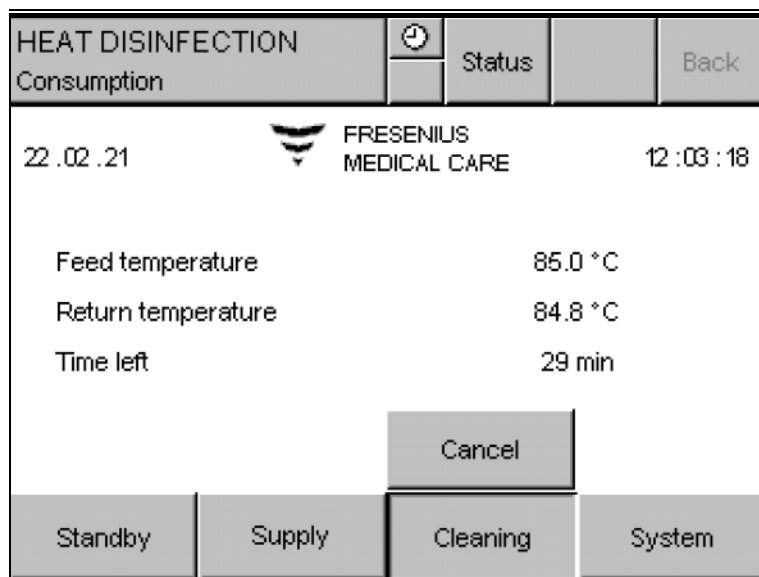 HEAT DISINFECTION
Consumption
Status
Back
22.02.21
FRESENIUS
MEDICAL CARE
12:03:18
Feed temperature 85.0 °C
Return temperature 84.8 °C
Time left 29 min
Cancel
Standby Supply Cleaning System